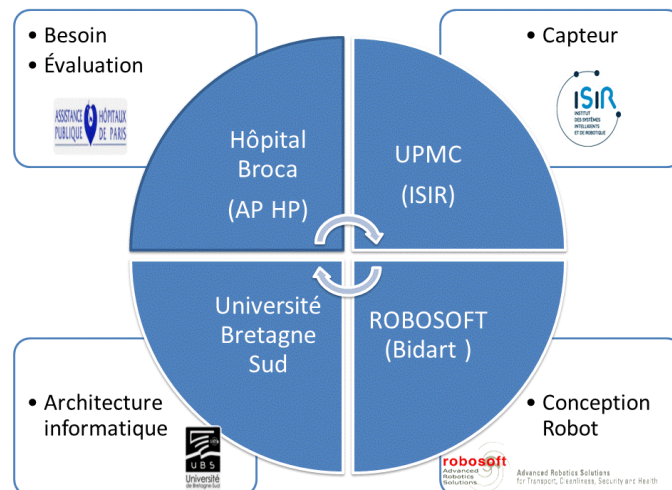 • Besoin
• Évaluation
ASSISTANCE HÔPITAUX
PUBLIQUE DE PARIS
Hôpital
Broca
(AP HP)
• Capteur
ISIR
INSTITUT
DES SYSTÈMES
INTELLIGENTS
ET DE ROBOTIQUE
UPMC
(ISIR)
Université
Bretagne
Sud
• Architecture
informatique
UBS
Université
de Bretagne Sud
ROBOSOFT
(Bidart )
• Conception
Robot
robosoft
Advanced
Robotics
Solutions
Advanced Robotics Solutions
for Transport, Cleanliness, Security and Health